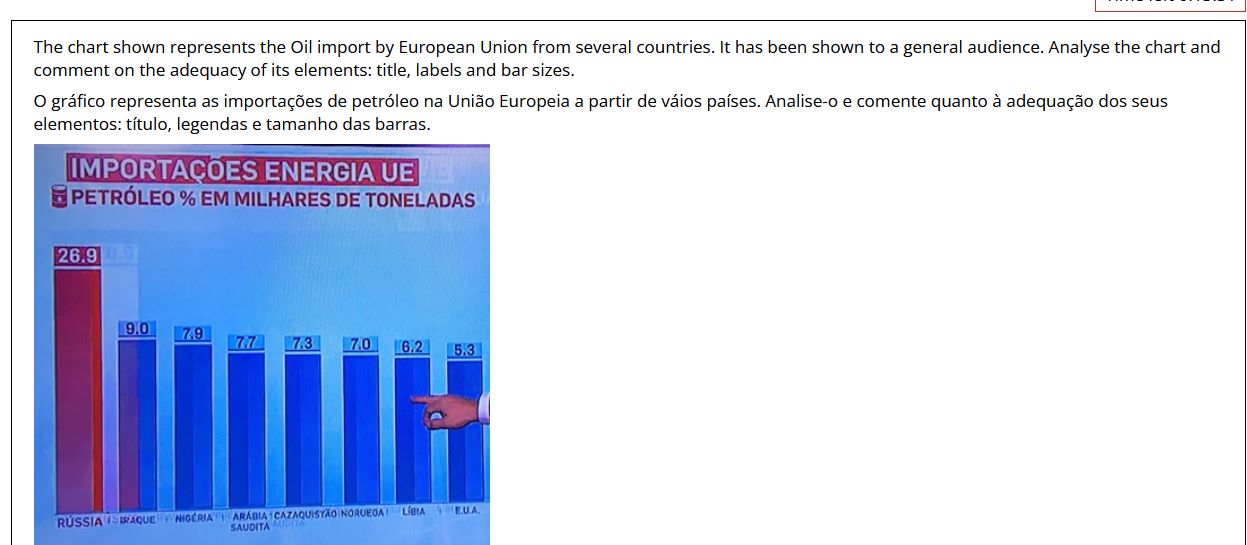 The chart shown represents the Oil import by European Union from several countries. It has been shown to a general audience. Analyse the chart and
comment on the adequacy of its elements: title, labels and bar sizes.
O gráfico representa as importações de petróleo na União Europeia a partir de váios países. Analise-o e comente quanto à adequação dos seus
elementos: título, legendas e tamanho das barras.
IMPORTAÇÕES ENERGIA UE
PETRÓLEO % EM MILHARES DE TONELADAS
26.9
9.0 7.9 7.7 7.3 7.0 6.2 5.3
RÚSSIA IRAQUE NIGÉRIA ARÁBIA CAZAQUISTÃO NORUEGA LÍBIA E.U.A.
SAUDITA